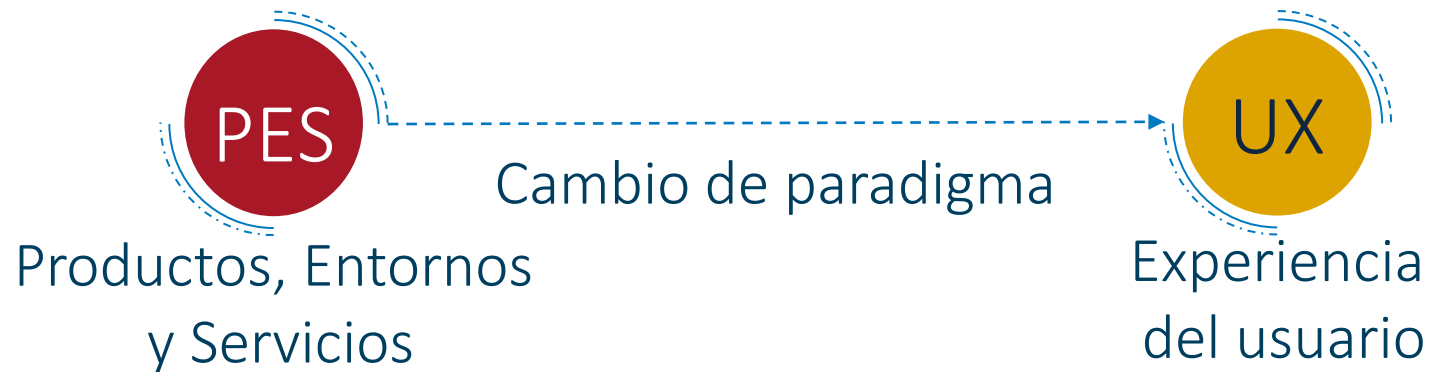 PES
UX
Cambio de paradigma
Productos, Entornos
y Servicios
Experiencia
del usuario